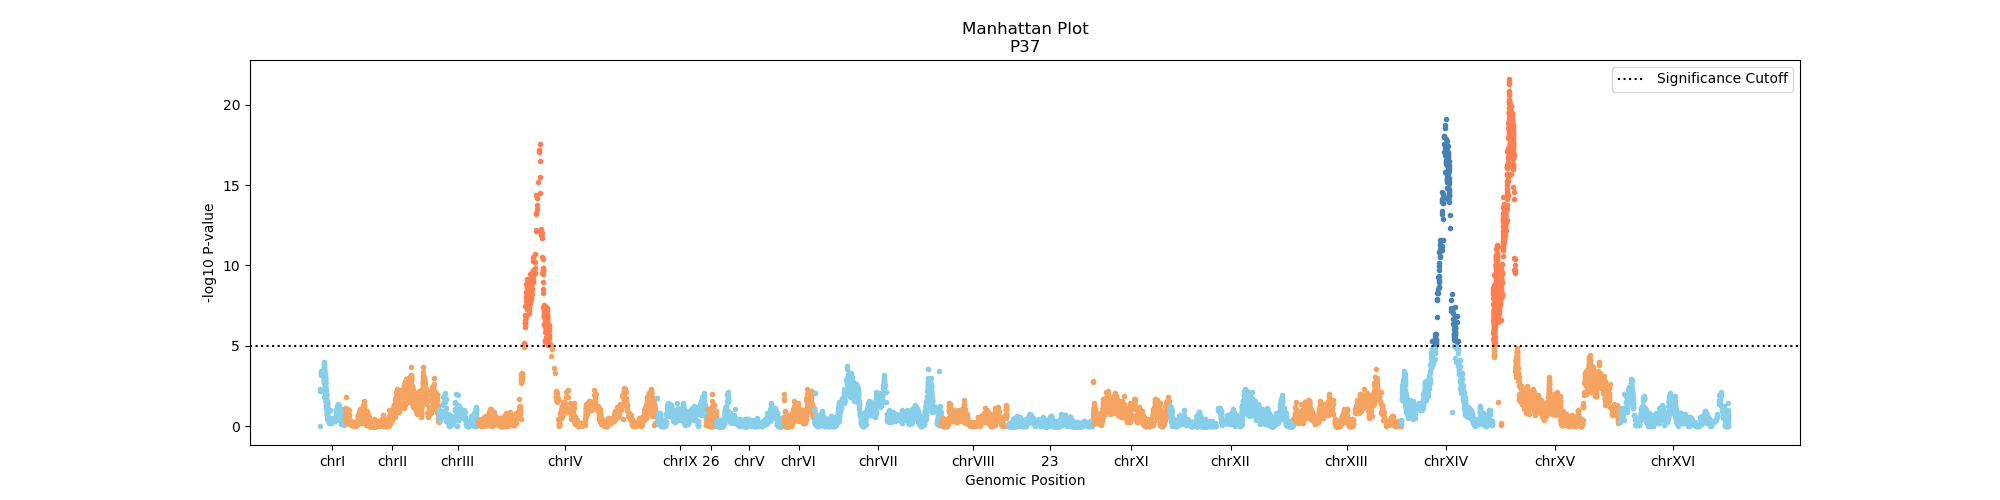 Manhattan Plot
P37
Significance Cutoff
-log10 P-value
20
15
10
5
0
chrI chrII chrIII chrIV chrIX 26 chrV chrVI chrVII chrVIII 23 chrXI chrXII chrXIII chrXIV chrXV chrXVI
Genomic Position